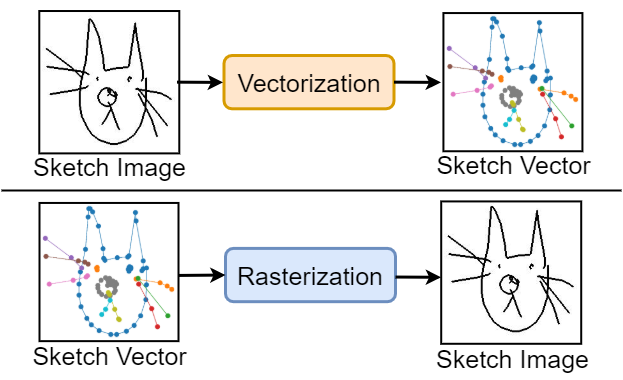 Vectorization
Sketch Image
Sketch Vector
Rasterization
Sketch Vector
Sketch Image